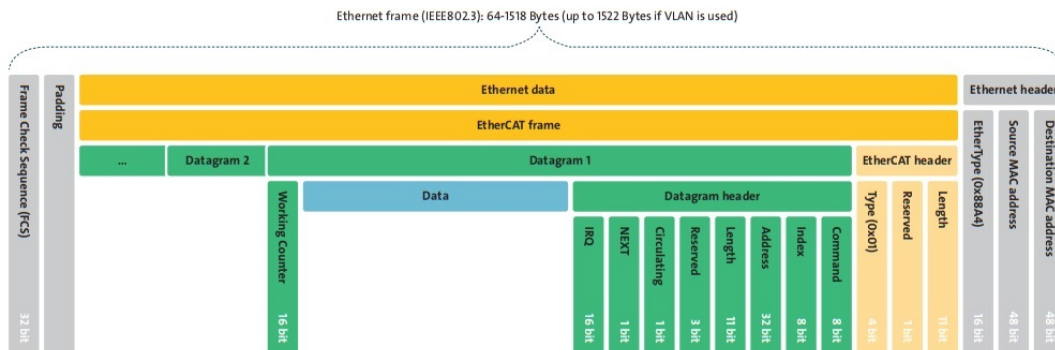 Ethernet frame (IEEE802.3): 64-1518 Bytes (up to 1522 Bytes if VLAN is used)
Frame Check Sequence (FCS)
32 bit
Padding
Ethernet data
Ethernet header
EtherCAT frame
...
Datagram 2
Datagram 1
EtherCAT header
Working Counter
16 bit
Data
Datagram header
IRQ
16 bit
NEXT
1 bit
Circulating
1 bit
Reserved
3 bit
Length
11 bit
Address
32 bit
Index
8 bit
Command
8 bit
Type (0x01)
4 bit
Reserved
1 bit
Length
11 bit
EtherType (0x88A4)
16 bit
Source MAC address
48 bit
Destination MAC address
48 bit